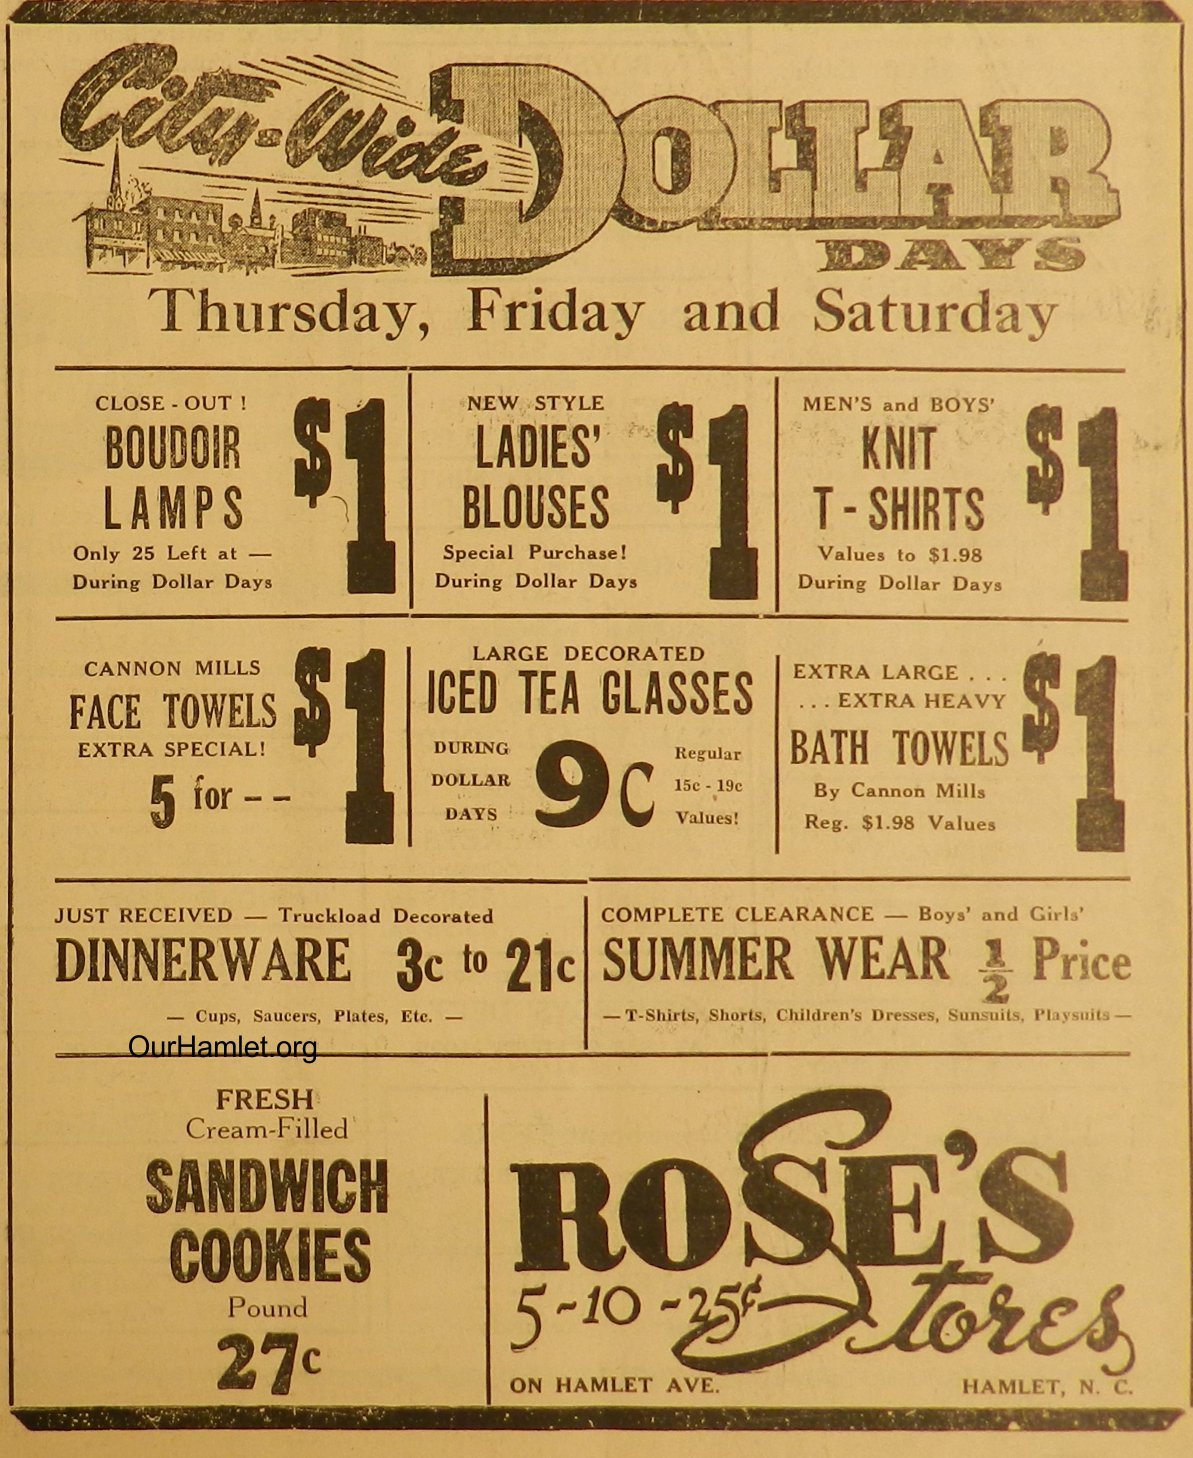 City-Wide DOLLAR
DAYS
Thursday, Friday and Saturday
CLOSE-OUT!
BOUDOIR
LAMPS
$1
Only 25 Left at —
During Dollar Days
NEW STYLE
LADIES'
BLOUSES
$1
Special Purchase!
During Dollar Days
MEN'S and BOYS'
KNIT
T-SHIRTS
$1
Values to $1.98
During Dollar Days
CANNON MILLS
FACE TOWELS
EXTRA SPECIAL!
5 for - -
$1
LARGE DECORATED
ICED TEA GLASSES
DURING
DOLLAR
DAYS
9c
Regular
15c - 19c
Values!
EXTRA LARGE . . .
. . . EXTRA HEAVY
BATH TOWELS
By Cannon Mills
Reg. $1.98 Values
$1
JUST RECEIVED — Truckload Decorated
DINNERWARE 3c to 21c
— Cups, Saucers, Plates, Etc. —
COMPLETE CLEARANCE — Boys' and Girls'
SUMMER WEAR 1/2 Price
— T-Shirts, Shorts, Children's Dresses, Sunsuits, Playsuits —
OurHamlet.org
FRESH
Cream-Filled
SANDWICH
COOKIES
Pound
27c
ROSE'S
5-10-25¢ Stores
ON HAMLET AVE. HAMLET, N. C.